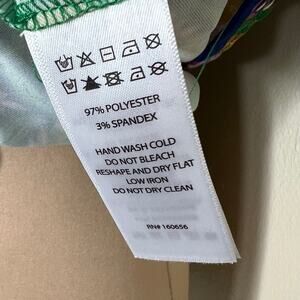 97% POLYESTER
3% SPANDEX
HAND WASH COLD
DO NOT BLEACH
RESHAPE AND DRY FLAT
LOW IRON
DO NOT DRY CLEAN
RN# 160656